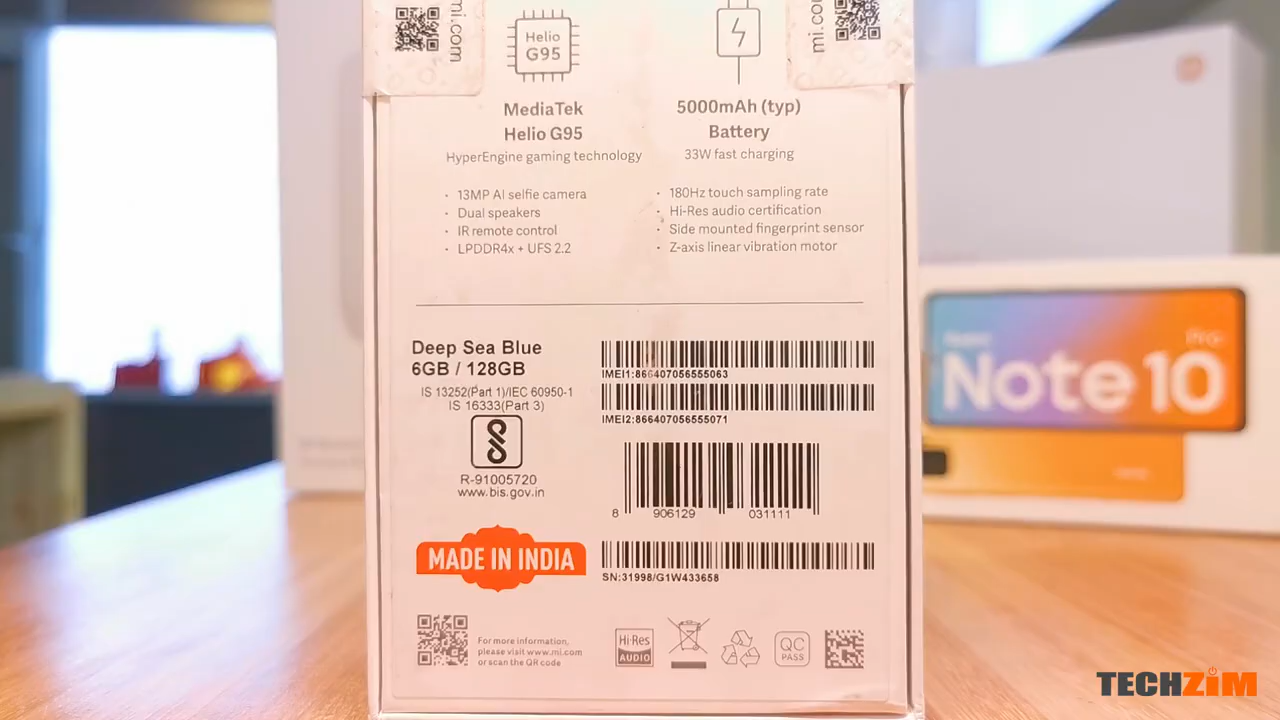 mi.com
mi.com
Helio
G95
MediaTek
Helio G95
HyperEngine gaming technology
5000mAh (typ)
Battery
33W fast charging
· 13MP AI selfie camera
· Dual speakers
· IR remote control
· LPDDR4x + UFS 2.2
· 180Hz touch sampling rate
· Hi-Res audio certification
· Side mounted fingerprint sensor
· Z-axis linear vibration motor
Deep Sea Blue
6GB / 128GB
IS 13252(Part 1)/IEC 60950-1
IS 16333(Part 3)
R-91005720
www.bis.gov.in
MADE IN INDIA
IMEI1:866407056555063
IMEI2:866407056555071
8 906129 031111
SN:31998/G1W433658
For more information,
please visit www.mi.com
or scan the QR code
Hi-Res
AUDIO
QC
PASS
Pro
Note 10
TECHZIM